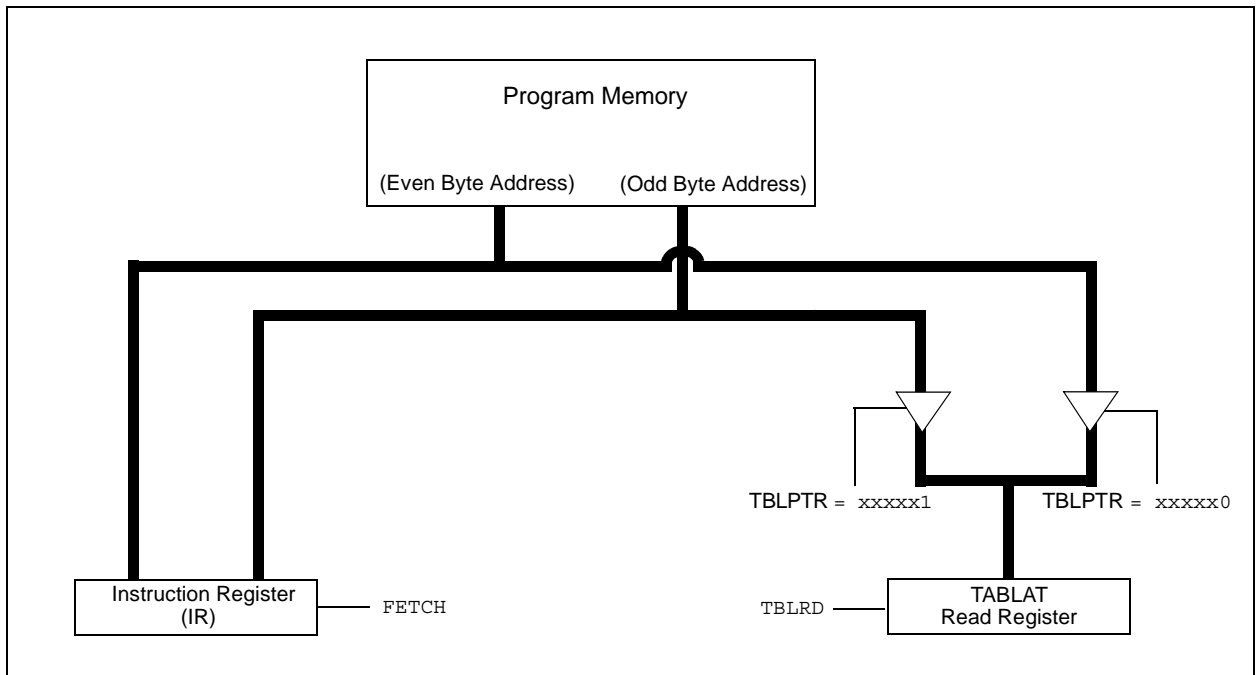 Program Memory
(Even Byte Address) (Odd Byte Address)
TBLPTR = xxxxx1 TBLPTR = xxxxx0
Instruction Register
(IR)
FETCH
TBLRD
TABLAT
Read Register